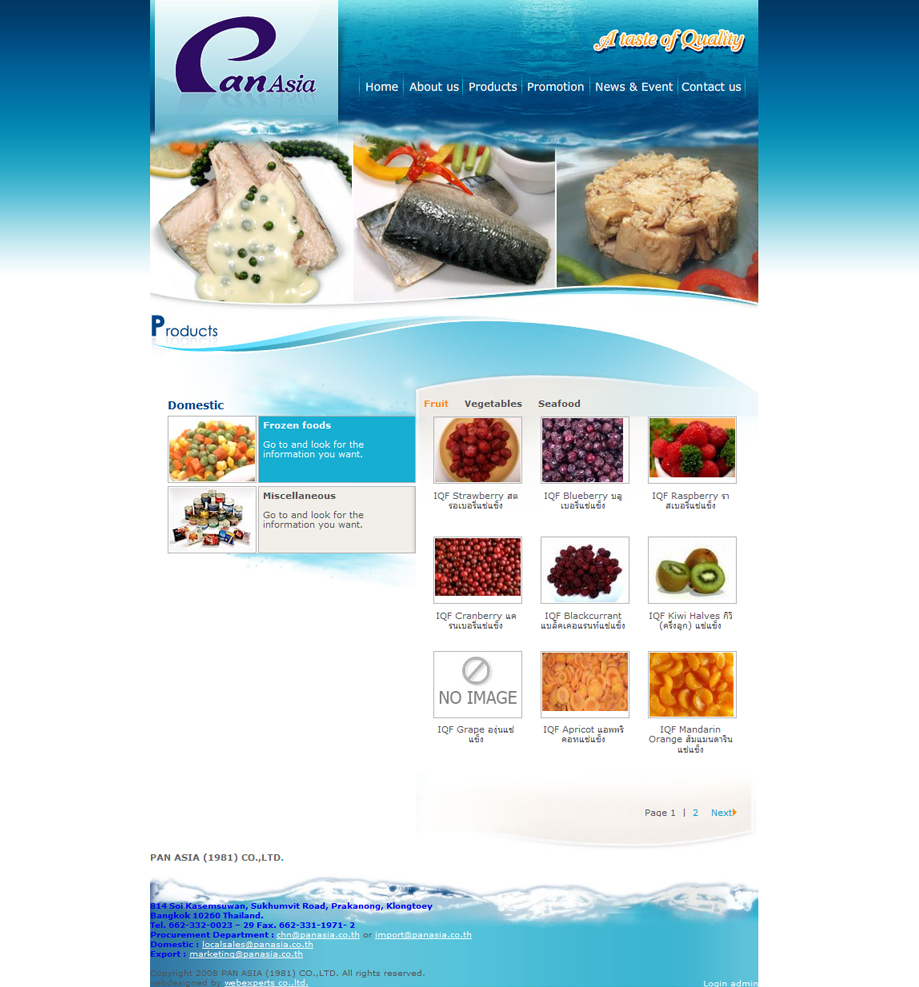 Pan Asia
A taste of Quality
Home About us Products Promotion News & Event Contact us
Products
Domestic
Frozen foods
Go to and look for the
information you want.
Miscellaneous
Go to and look for the
information you want.
Fruit Vegetables Seafood
IQF Strawberry สต
รอเบอรีแช่แข็ง
IQF Blueberry บลู
เบอรีแช่แข็ง
IQF Raspberry รา
สเบอรีแช่แข็ง
IQF Cranberry แค
รนเบอรีแช่แข็ง
IQF Blackcurrant
แบล็คเคอแรนท์แช่แข็ง
IQF Kiwi Halves กีวี
(ครึ่งลูก) แช่แข็ง
NO IMAGE
IQF Grape องุ่นแช่
แข็ง
IQF Apricot แอพพริ
คอทแช่แข็ง
IQF Mandarin
Orange ส้มแมนดาริน
แช่แข็ง
Page 1 | 2 Next
PAN ASIA (1981) CO.,LTD.
814 Soi Kasemsuwan, Sukhumvit Road, Prakanong, Klongtoey
Bangkok 10260 Thailand.
Tel. 662-332-0023 – 29 Fax. 662-331-1971- 2
Procurement Department : chn@panasia.co.th or import@panasia.co.th
Domestic : localsales@panasia.co.th
Export : marketing@panasia.co.th
Copyright 2008 PAN ASIA (1981) CO.,LTD. All rights reserved.
webdesigned by webexperts co.,ltd.
Login admin